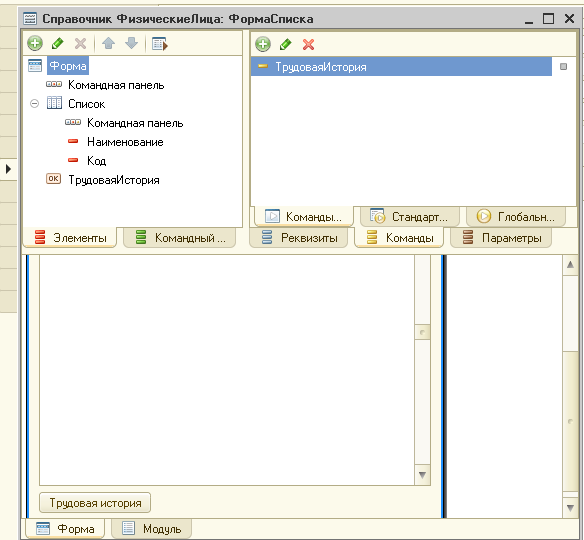 Справочник ФизическиеЛица: ФормаСписка
Форма
Командная панель
Список
Командная панель
Наименование
Код
ТрудоваяИстория
Элементы
Командный ...
ТрудоваяИстория
Команды...
Стандарт...
Глобальн...
Реквизиты
Команды
Параметры
Трудовая история
Форма
Модуль